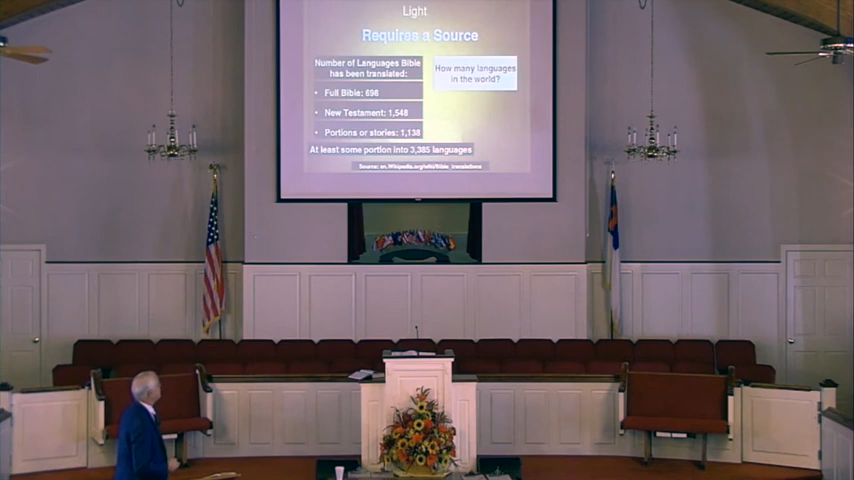 Light
Requires a Source
Number of Languages Bible
has been translated:
• Full Bible: 698
• New Testament: 1,548
• Portions or stories: 1,138
At least some portion into 3,385 languages
Source: en.Wikipedia.org/wiki/Bible_translations
How many languages
in the world?